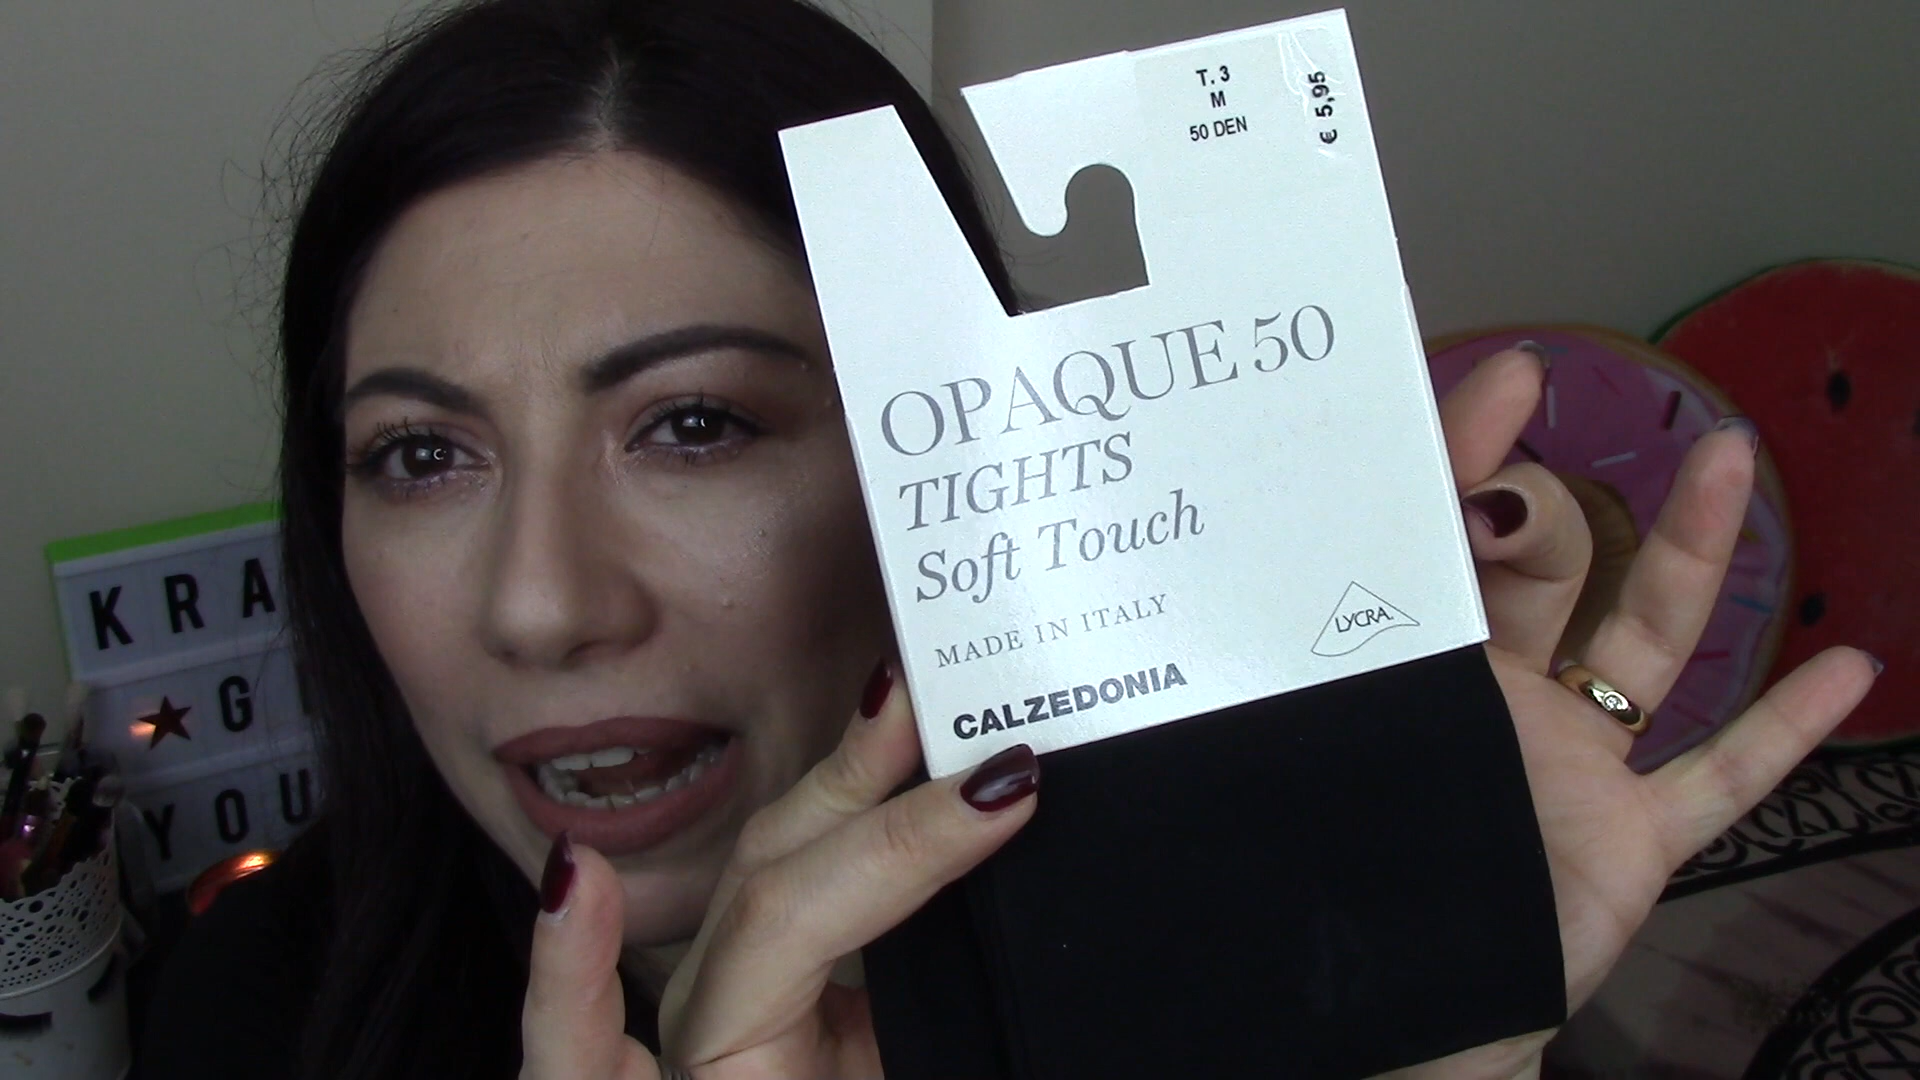 T. 3
M
50 DEN
€ 5,95
OPAQUE 50
TIGHTS
Soft Touch
MADE IN ITALY
LYCRA.
CALZEDONIA
KRA
★ G
YOU